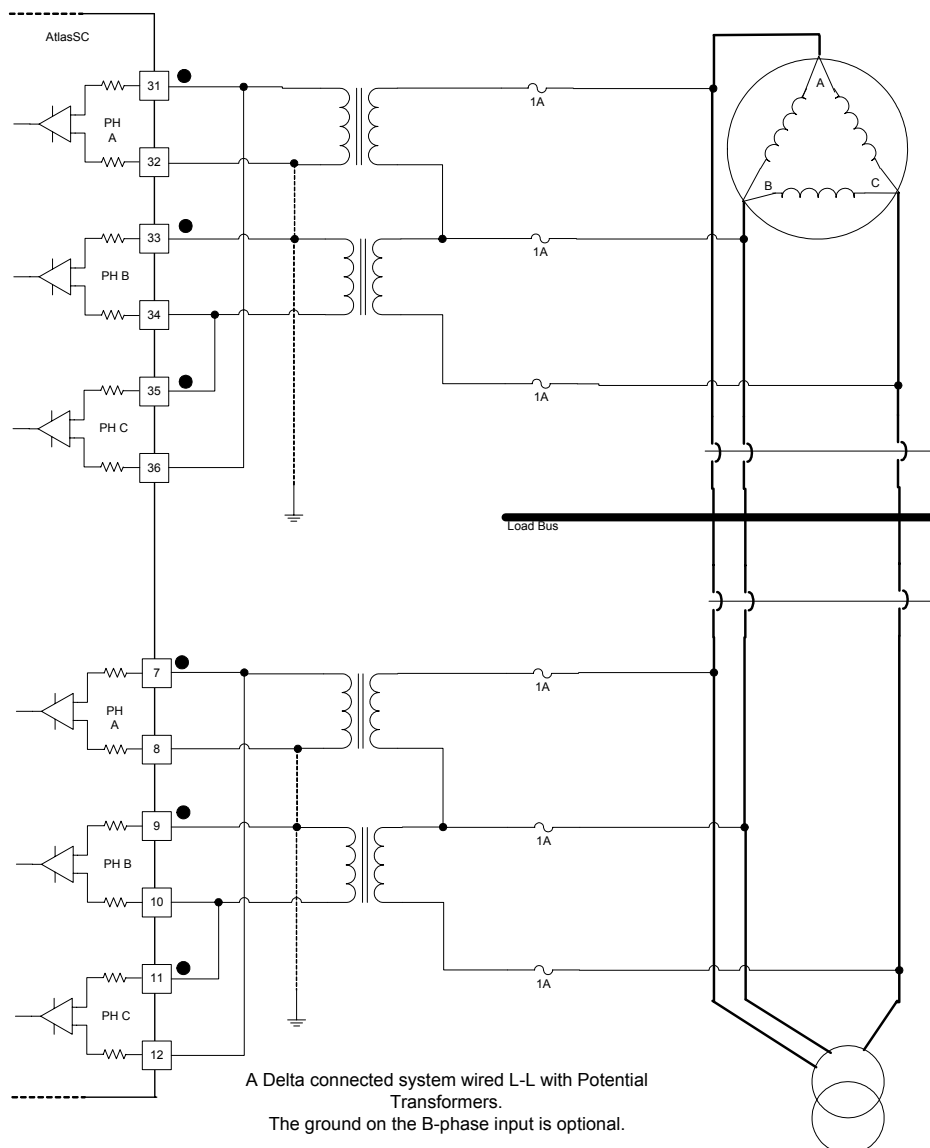 AtlasSC
31
PH
A
32
1A
A
B
C
33
PH B
34
1A
35
PH C
36
1A
Load Bus
7
PH
A
8
1A
9
PH B
10
1A
11
PH C
12
1A
A Delta connected system wired L-L with Potential
Transformers.
The ground on the B-phase input is optional.